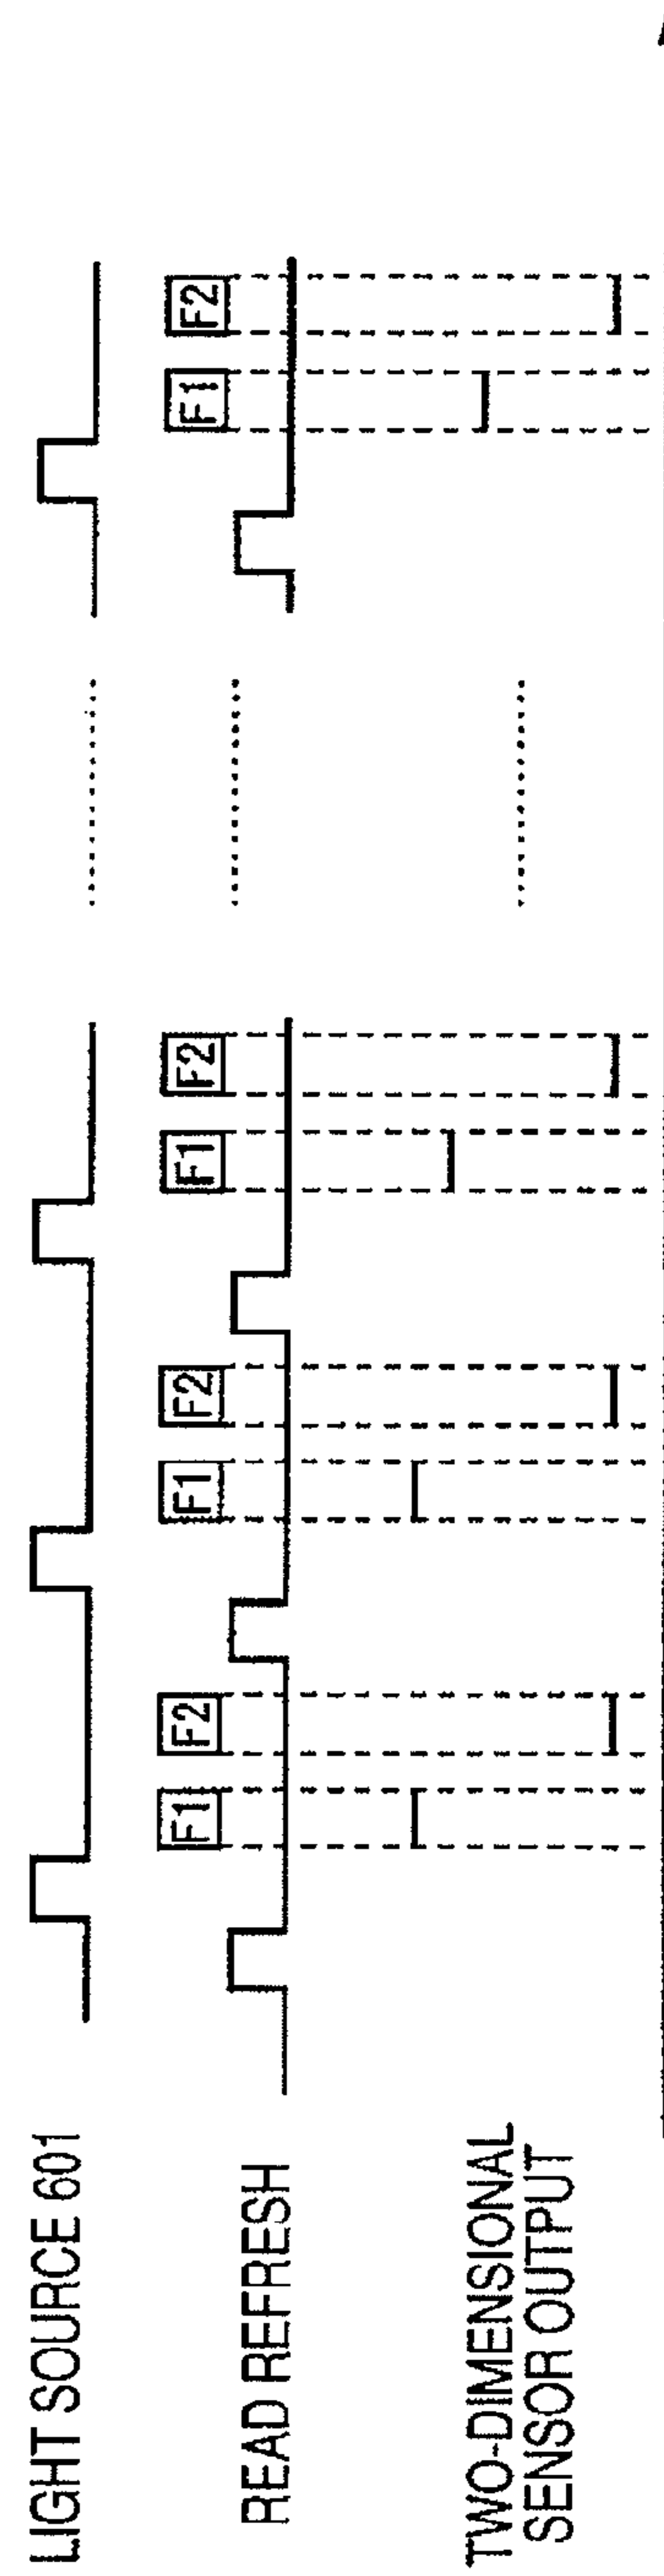 LIGHT SOURCE 601
F1 F2 F1 F2 F1 F2 F1 F2
READ REFRESH
TWO-DIMENSIONAL
SENSOR OUTPUT